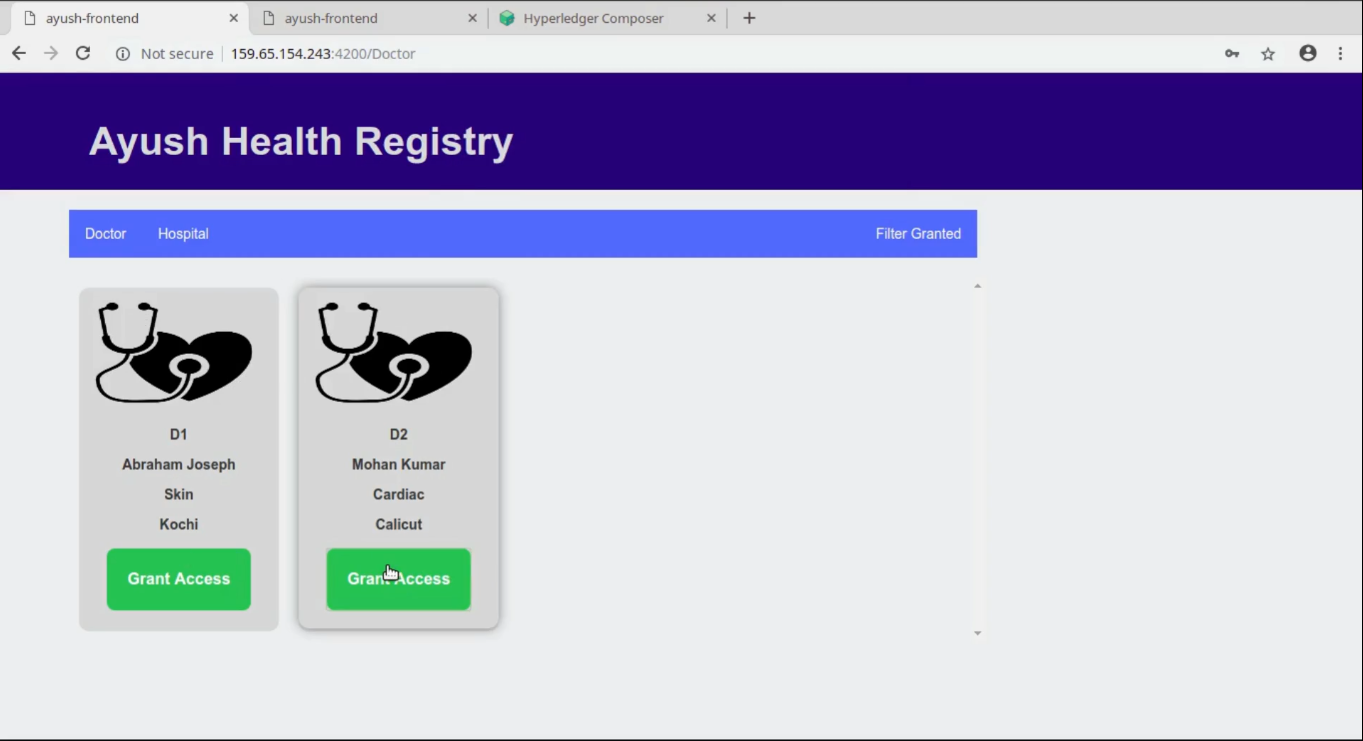 ayush-frontend
ayush-frontend
Hyperledger Composer
Not secure
159.65.154.243:4200/Doctor
Ayush Health Registry
Doctor
Hospital
Filter Granted
D1
Abraham Joseph
Skin
Kochi
Grant Access
D2
Mohan Kumar
Cardiac
Calicut
Grant Access